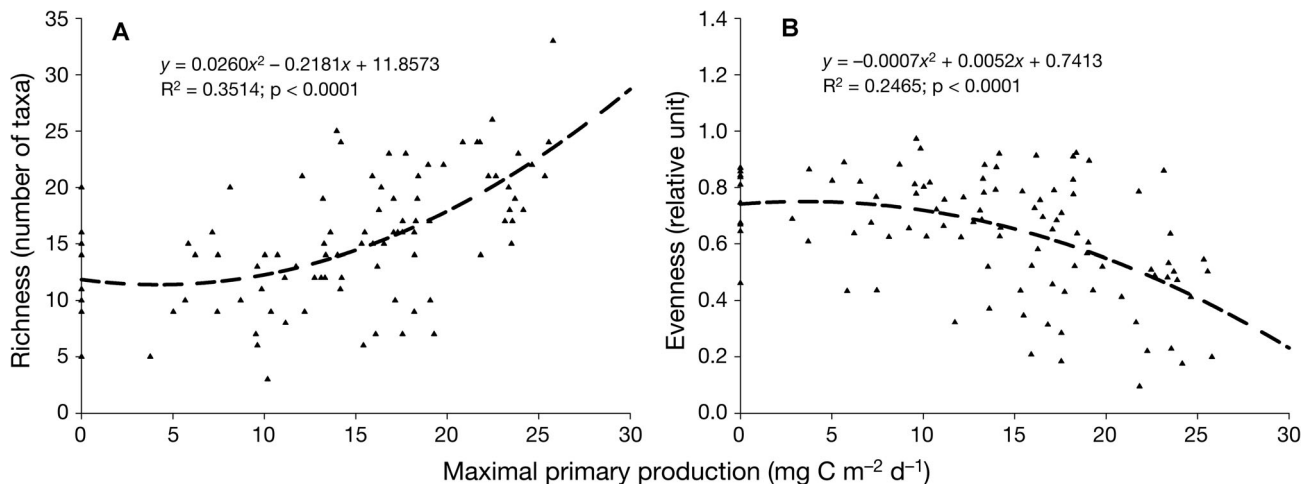 A
y = 0.0260x² – 0.2181x + 11.8573
R² = 0.3514; p < 0.0001
Richness (number of taxa)
35
30
25
20
15
10
5
0
0 5 10 15 20 25 30
B
y = –0.0007x² + 0.0052x + 0.7413
R² = 0.2465; p < 0.0001
Evenness (relative unit)
1.4
1.2
1.0
0.8
0.6
0.4
0.2
0.0
0 5 10 15 20 25 30
Maximal primary production (mg C m⁻² d⁻¹)